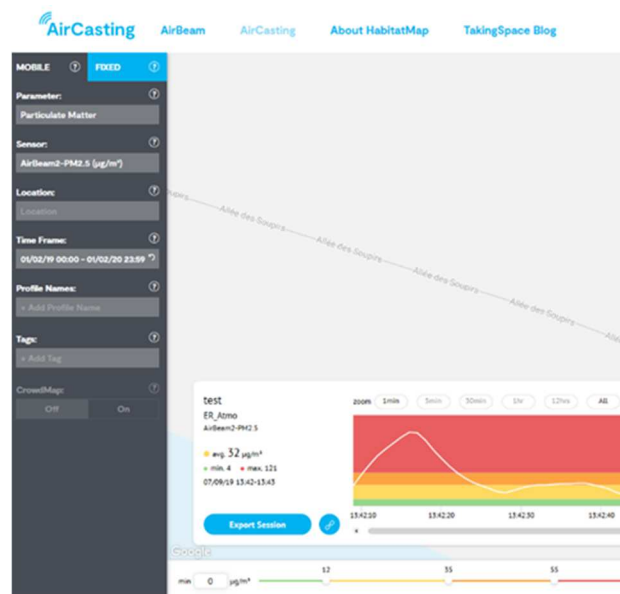 AirCasting
AirBeam AirCasting About HabitatMap TakingSpace Blog
MOBILE ? FIXED ?
Parameter: ?
Particulate Matter
Sensor: ?
AirBeam2-PM2.5 (µg/m³)
Location: ?
Location
Time Frame: ?
01/02/19 00:00 - 01/02/20 23:59
Profile Names: ?
+ Add Profile Name
Tags: ?
+ Add Tag
CrowdMap: ?
Off On
Allée des Soupirs
Allée des Soupirs
Allée des Soupirs
Allée des Soupirs
test
ER_Atmo
AirBeam2-PM2.5
avg. 32 µg/m³
min. 4 max. 121
07/09/19 13:42-13:43
Export Session
zoom 1min 5min 30min 1hr 12hrs All
13:42:10 13:42:20 13:42:30 13:42:40
Google
min 0 µg/m³ 12 35 55